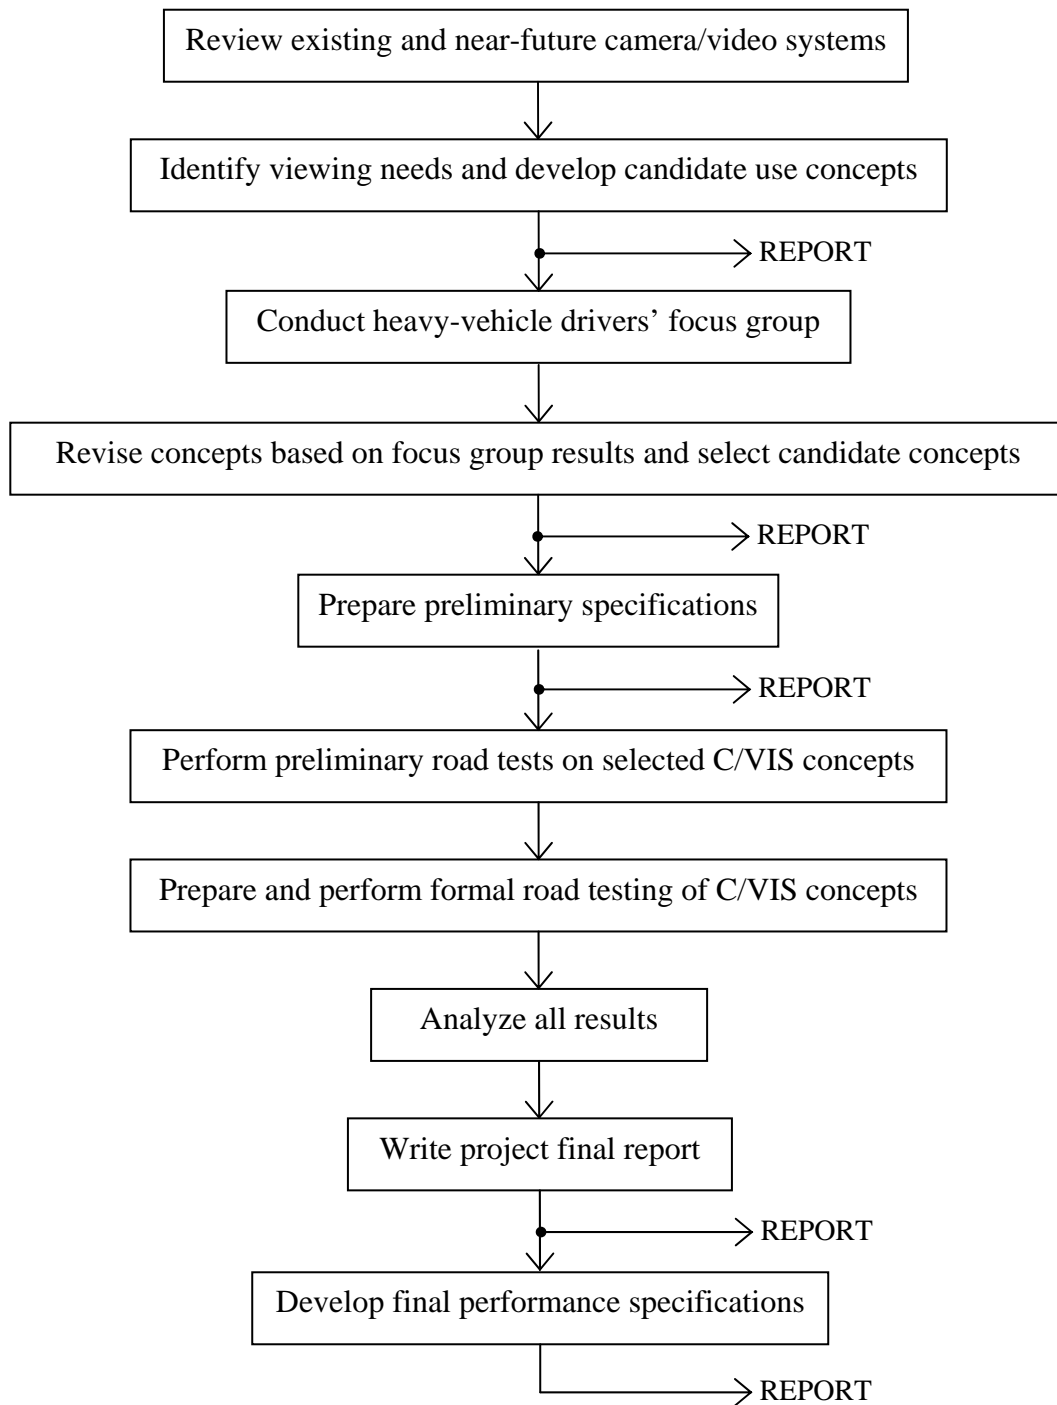 Review existing and near-future camera/video systems
Identify viewing needs and develop candidate use concepts
REPORT
Conduct heavy-vehicle drivers’ focus group
Revise concepts based on focus group results and select candidate concepts
REPORT
Prepare preliminary specifications
REPORT
Perform preliminary road tests on selected C/VIS concepts
Prepare and perform formal road testing of C/VIS concepts
Analyze all results
Write project final report
REPORT
Develop final performance specifications
REPORT